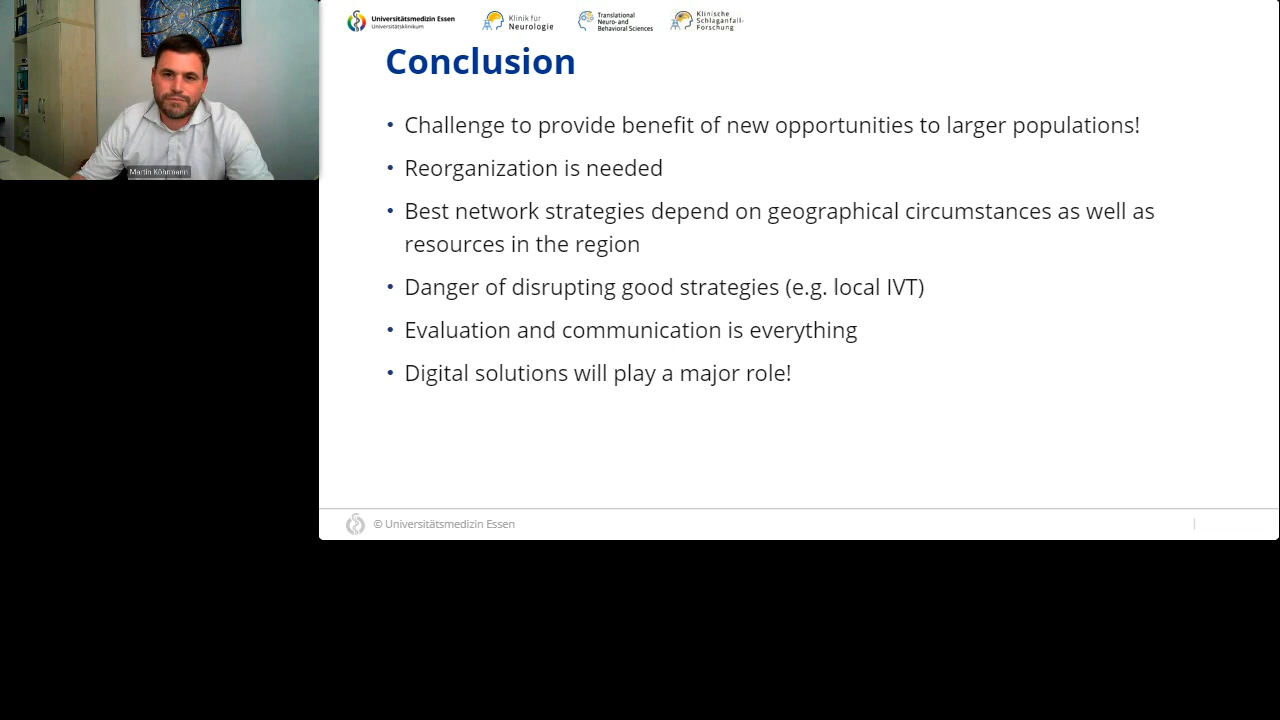 Universitätsmedizin Essen
Universitätsklinikum
Klinik für
Neurologie
Translational
Neuro- and
Behavioral Sciences
Klinische
Schlaganfall-
Forschung
Conclusion
• Challenge to provide benefit of new opportunities to larger populations!
• Reorganization is needed
• Best network strategies depend on geographical circumstances as well as
resources in the region
• Danger of disrupting good strategies (e.g. local IVT)
• Evaluation and communication is everything
• Digital solutions will play a major role!
Martin Köhrmann
© Universitätsmedizin Essen